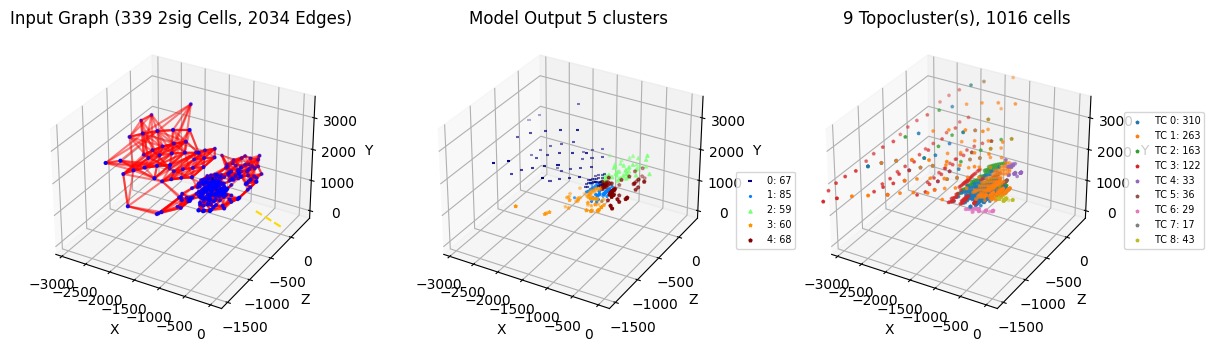 Input Graph (339 2sig Cells, 2034 Edges)
Model Output 5 clusters
9 Topocluster(s), 1016 cells
3000
2000
1000
0
Y
0
−500
−1000
−1500
Z
−3000
−2500
−2000
−1500
−1000
−500
0
X
3000
2000
1000
0
Y
0
−500
−1000
−1500
Z
−3000
−2500
−2000
−1500
−1000
−500
0
X
0: 67
1: 85
2: 59
3: 60
4: 68
3000
2000
1000
0
Y
0
−500
−1000
−1500
Z
−3000
−2500
−2000
−1500
−1000
−500
0
X
TC 0: 310
TC 1: 263
TC 2: 163
TC 3: 122
TC 4: 33
TC 5: 36
TC 6: 29
TC 7: 17
TC 8: 43